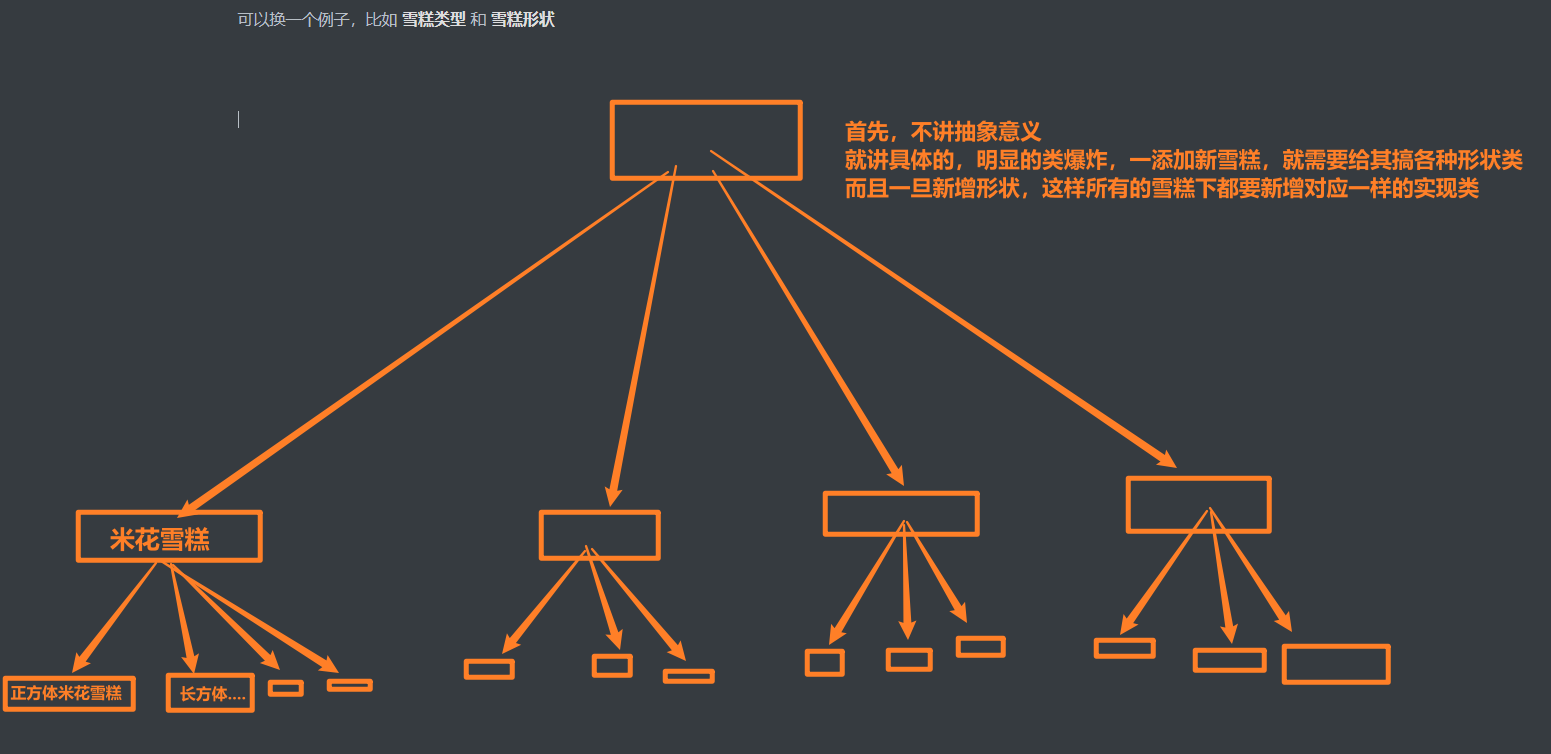 可以换一个例子，比如 雪糕类型 和 雪糕形状
首先，不讲抽象意义
就讲具体的，明显的类爆炸，一添加新雪糕，就需要给其搞各种形状类
而且一旦新增形状，这样所有的雪糕下都要新增对应一样的实现类
米花雪糕
正方体米花雪糕
长方体....